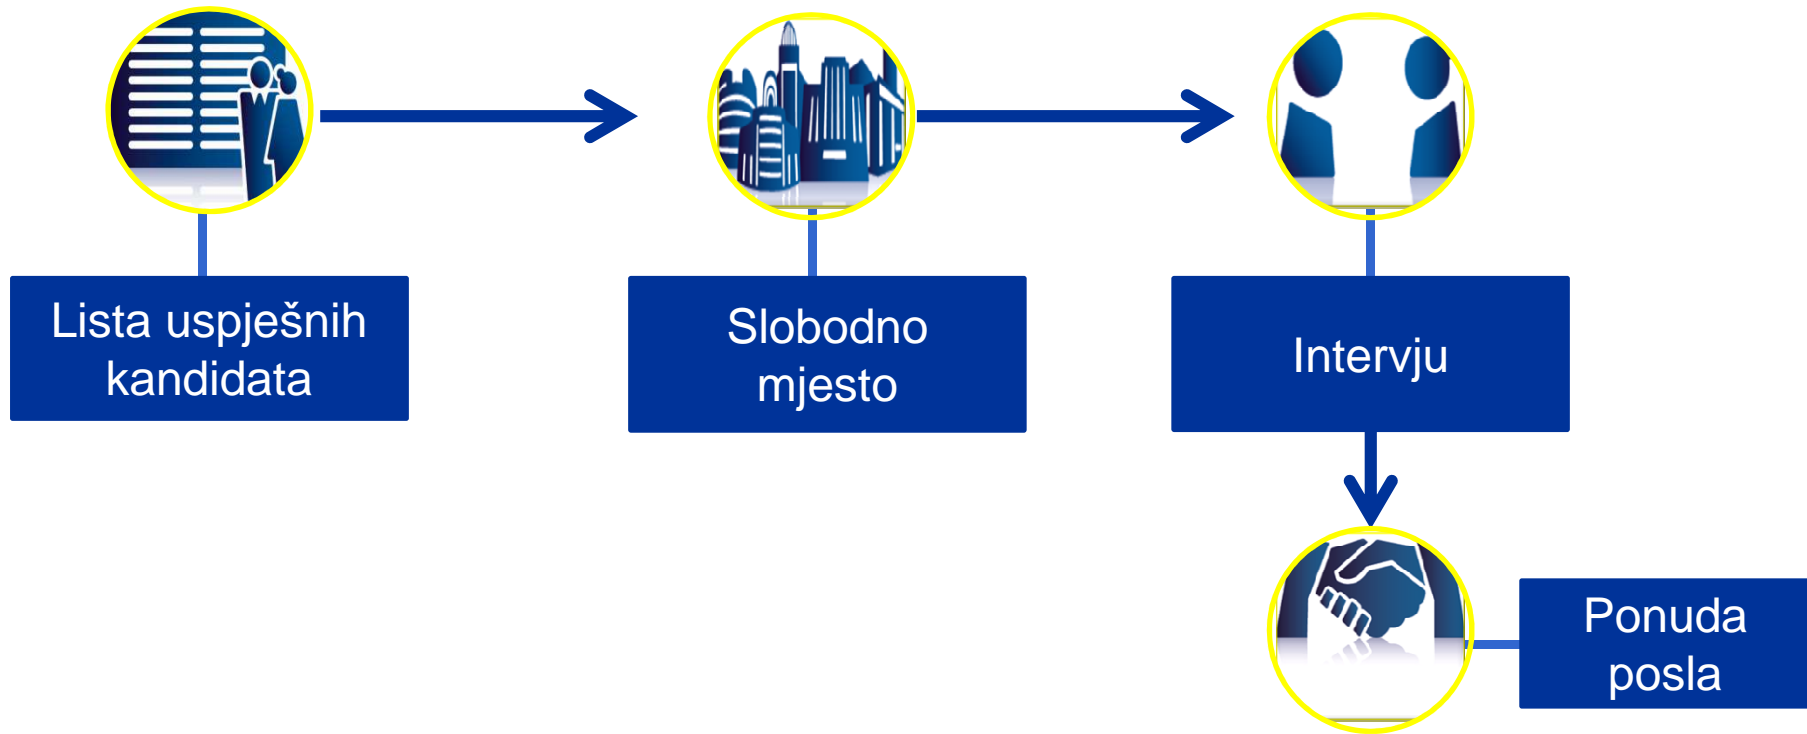 Lista uspješnih
kandidata
Slobodno
mjesto
Intervju
Ponuda
posla